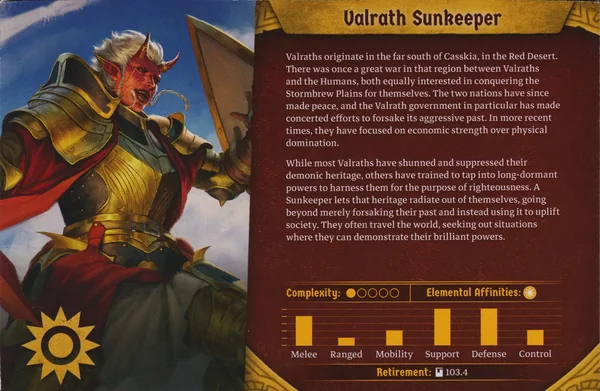 Valrath Sunkeeper
Valraths originate in the far south of Casskia, in the Red Desert.
There was once a great war in that region between Valraths
and the Humans, both equally interested in conquering the
Stormbrew Plains for themselves. The two nations have since
made peace, and the Valrath government in particular has made
concerted efforts to forsake its aggressive past. In more recent
times, they have focused on economic strength over physical
domination.
While most Valraths have shunned and suppressed their
demonic heritage, others have trained to tap into long-dormant
powers to harness them for the purpose of righteousness. A
Sunkeeper lets that heritage radiate out of themselves, going
beyond merely forsaking their past and instead using it to uplift
society. They often travel the world, seeking out situations
where they can demonstrate their brilliant powers.
Complexity:
Elemental Affinities:
Melee Ranged Mobility Support Defense Control
Retirement: 103.4